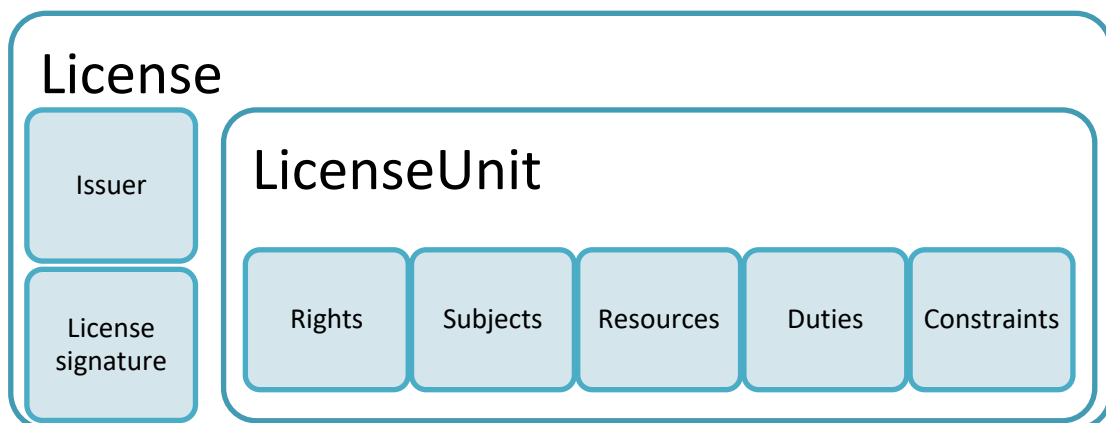 License
Issuer
License
signature
LicenseUnit
Rights
Subjects
Resources
Duties
Constraints